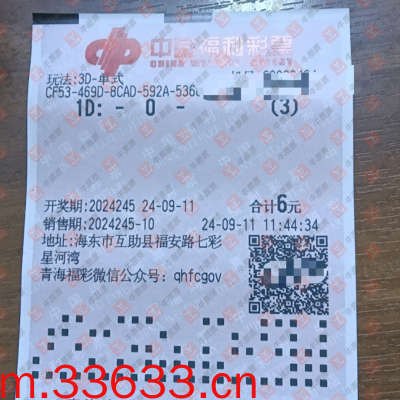 中国福利彩票
CHINA WELFARE LOTTERY
玩法:3D-单式
CF53-469D-8CAD-592A-536
1D: - 0 - (3)
开奖期:2024245 24-09-11 合计6元
销售期:2024245-10 24-09-11 11:44:34
地址:海东市互助县福安路七彩
星河湾
青海福彩微信公众号: qhfcgov
m.33633.cn